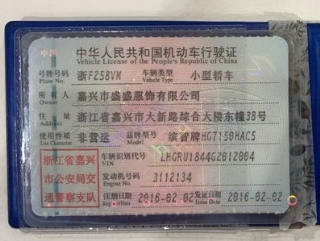 中华人民共和国机动车行驶证
Vehicle License of the People's Republic of China
号牌号码 浙F258VM 车辆类型 小型轿车
Plate No. Vehicle Type
所有人 嘉兴市盛盛服饰有限公司
Owner
住址 浙江省嘉兴市大新路综合大楼东幢38号
Address
使用性质 非营运 品牌型号 缤智牌HG7150HAC5
Use Character Model
浙江省嘉兴市公安局交通警察支队
车辆识别代号 LHGRU1844G2012004
VIN
发动机号码 3112134
Engine No.
注册日期 2016-02-02 发证日期 2016-02-02